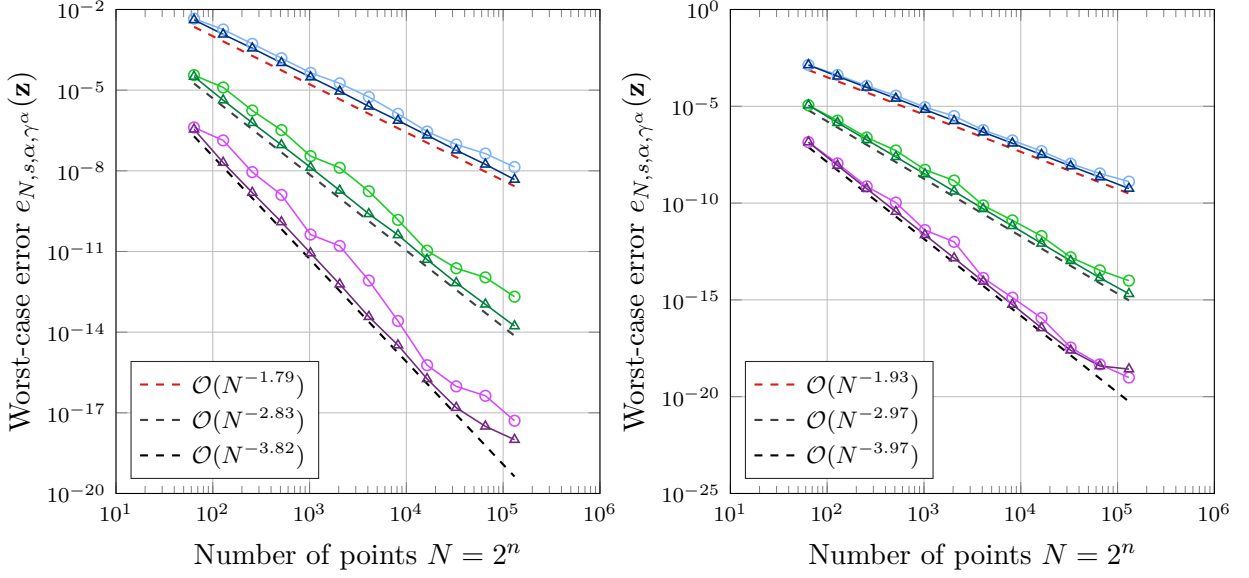 10^{-2}
10^{-5}
10^{-8}
10^{-11}
10^{-14}
10^{-17}
10^{-20}
10^1
10^2
10^3
10^4
10^5
10^6
Worst-case error e_{N,s,α,γ^α}(z)
Number of points N = 2^n
O(N^{-1.79})
O(N^{-2.83})
O(N^{-3.82})
10^0
10^{-5}
10^{-10}
10^{-15}
10^{-20}
10^{-25}
10^1
10^2
10^3
10^4
10^5
10^6
Worst-case error e_{N,s,α,γ^α}(z)
Number of points N = 2^n
O(N^{-1.93})
O(N^{-2.97})
O(N^{-3.97})